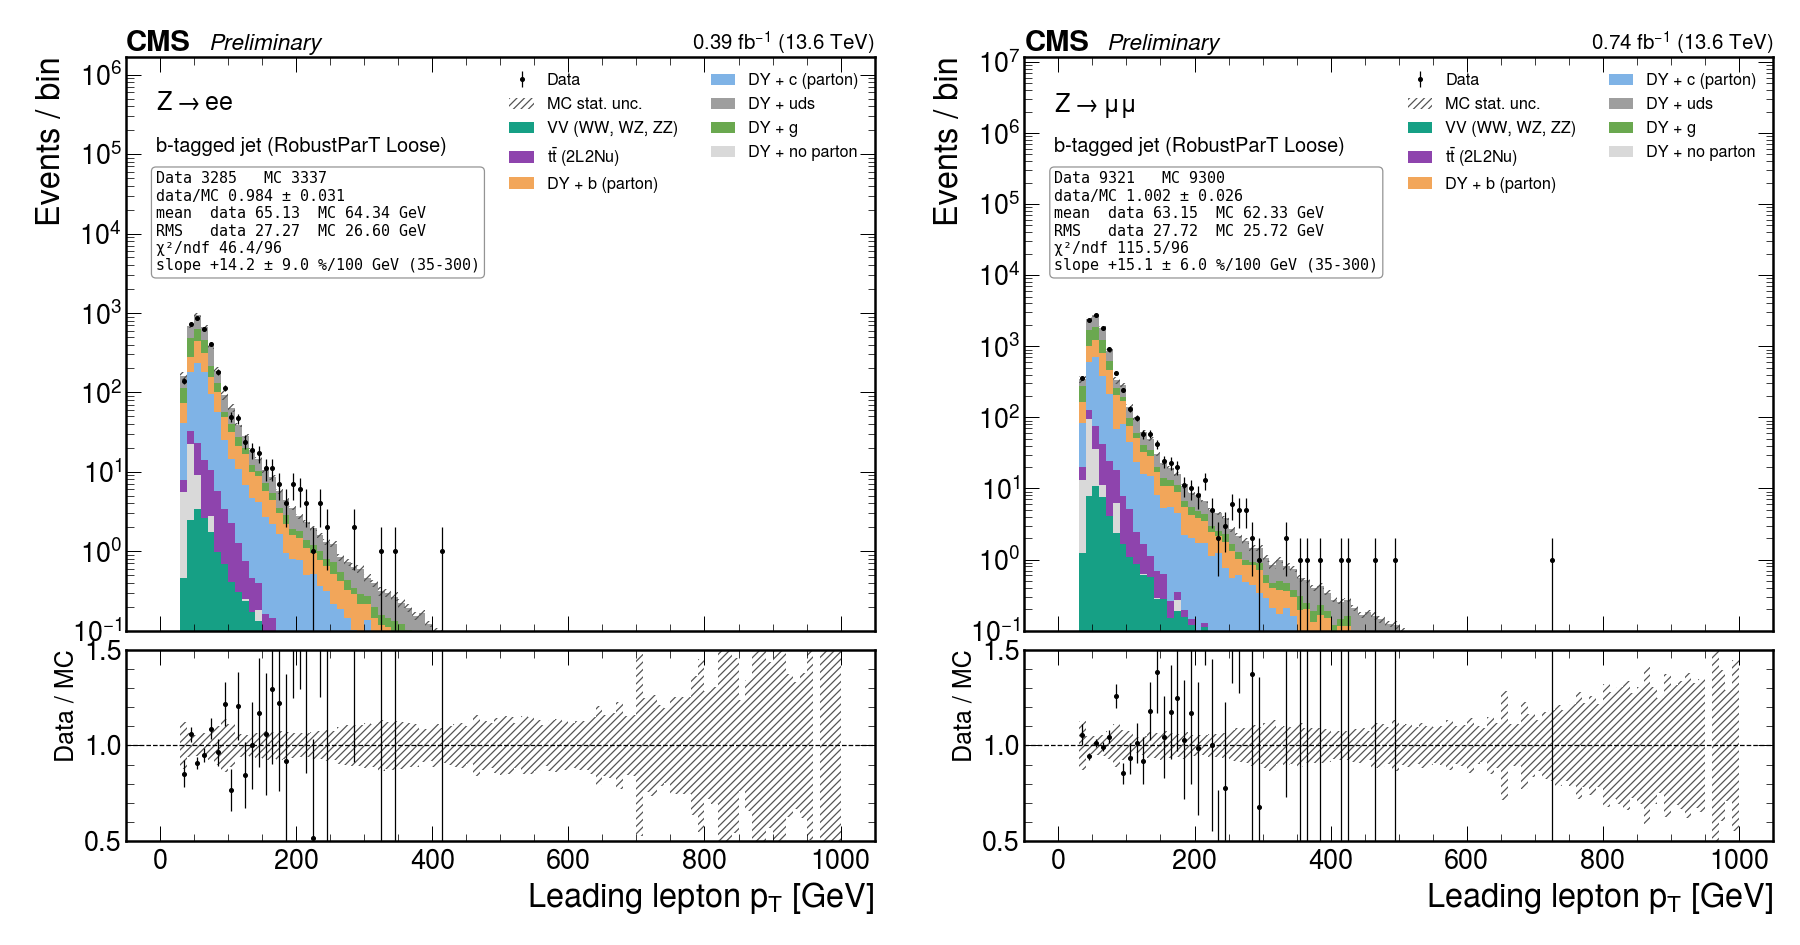 CMS Preliminary 0.39 fb⁻¹ (13.6 TeV)
Events / bin
10⁶
10⁵
10⁴
10³
10²
10¹
10⁰
10⁻¹
Z → ee
b-tagged jet (RobustParT Loose)
Data 3285 MC 3337
data/MC 0.984 ± 0.031
mean data 65.13 MC 64.34 GeV
RMS data 27.27 MC 26.60 GeV
χ²/ndf 46.4/96
slope +14.2 ± 9.0 %/100 GeV (35-300)
Data
MC stat. unc.
VV (WW, WZ, ZZ)
tt̄ (2L2Nu)
DY + b (parton)
DY + c (parton)
DY + uds
DY + g
DY + no parton
Data / MC
1.5
1.0
0.5
0 200 400 600 800 1000
Leading lepton p_T [GeV]
CMS Preliminary 0.74 fb⁻¹ (13.6 TeV)
Events / bin
10⁷
10⁶
10⁵
10⁴
10³
10²
10¹
10⁰
10⁻¹
Z → μμ
b-tagged jet (RobustParT Loose)
Data 9321 MC 9300
data/MC 1.002 ± 0.026
mean data 63.15 MC 62.33 GeV
RMS data 27.72 MC 25.72 GeV
χ²/ndf 115.5/96
slope +15.1 ± 6.0 %/100 GeV (35-300)
Data
MC stat. unc.
VV (WW, WZ, ZZ)
tt̄ (2L2Nu)
DY + b (parton)
DY + c (parton)
DY + uds
DY + g
DY + no parton
Data / MC
1.5
1.0
0.5
0 200 400 600 800 1000
Leading lepton p_T [GeV]